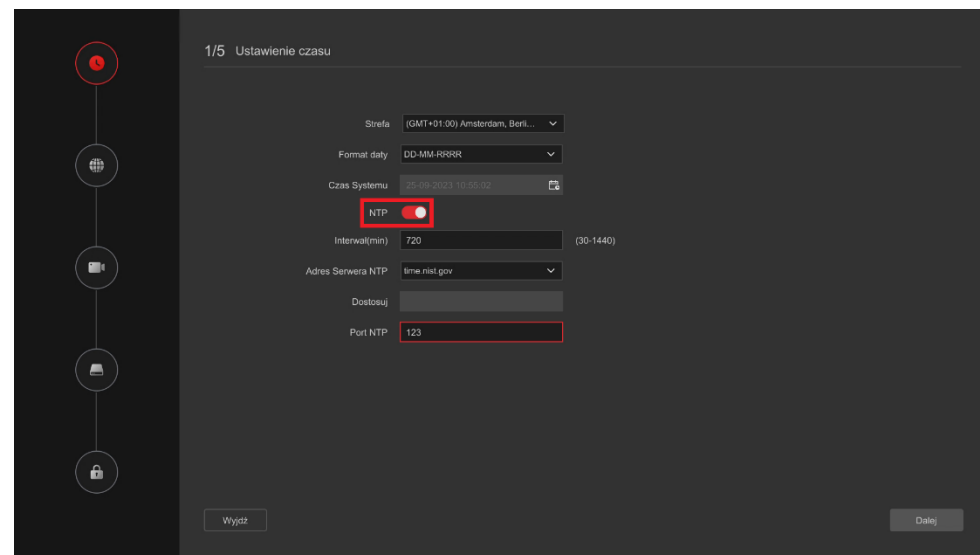 1/5 Ustawienie czasu
Strefa (GMT+01:00) Amsterdam, Berli...
Format daty DD-MM-RRRR
Czas Systemu 25-09-2023 10:55:02
NTP
Interwal(min) 720 (30-1440)
Adres Serwera NTP time.nist.gov
Dostosuj
Port NTP 123
Wyjdż Dalej